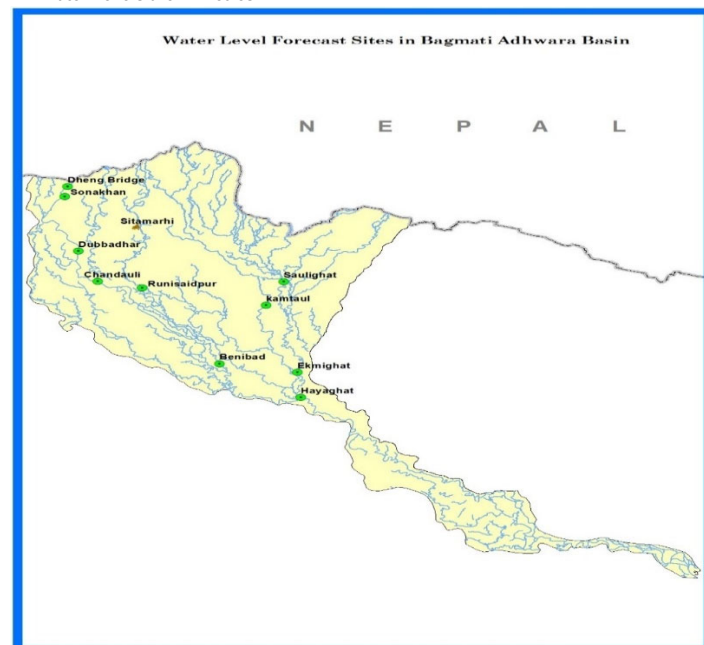 Water Level Forecast Sites in Bagmati Adhwara Basin
N E P A L
Dheng Bridge
Sonakhan
Sitamarhi
Dubbadhar
Chandauli
Runisaidpur
Saulighat
kamtaul
Benibad
Ekmighat
Hayaghat